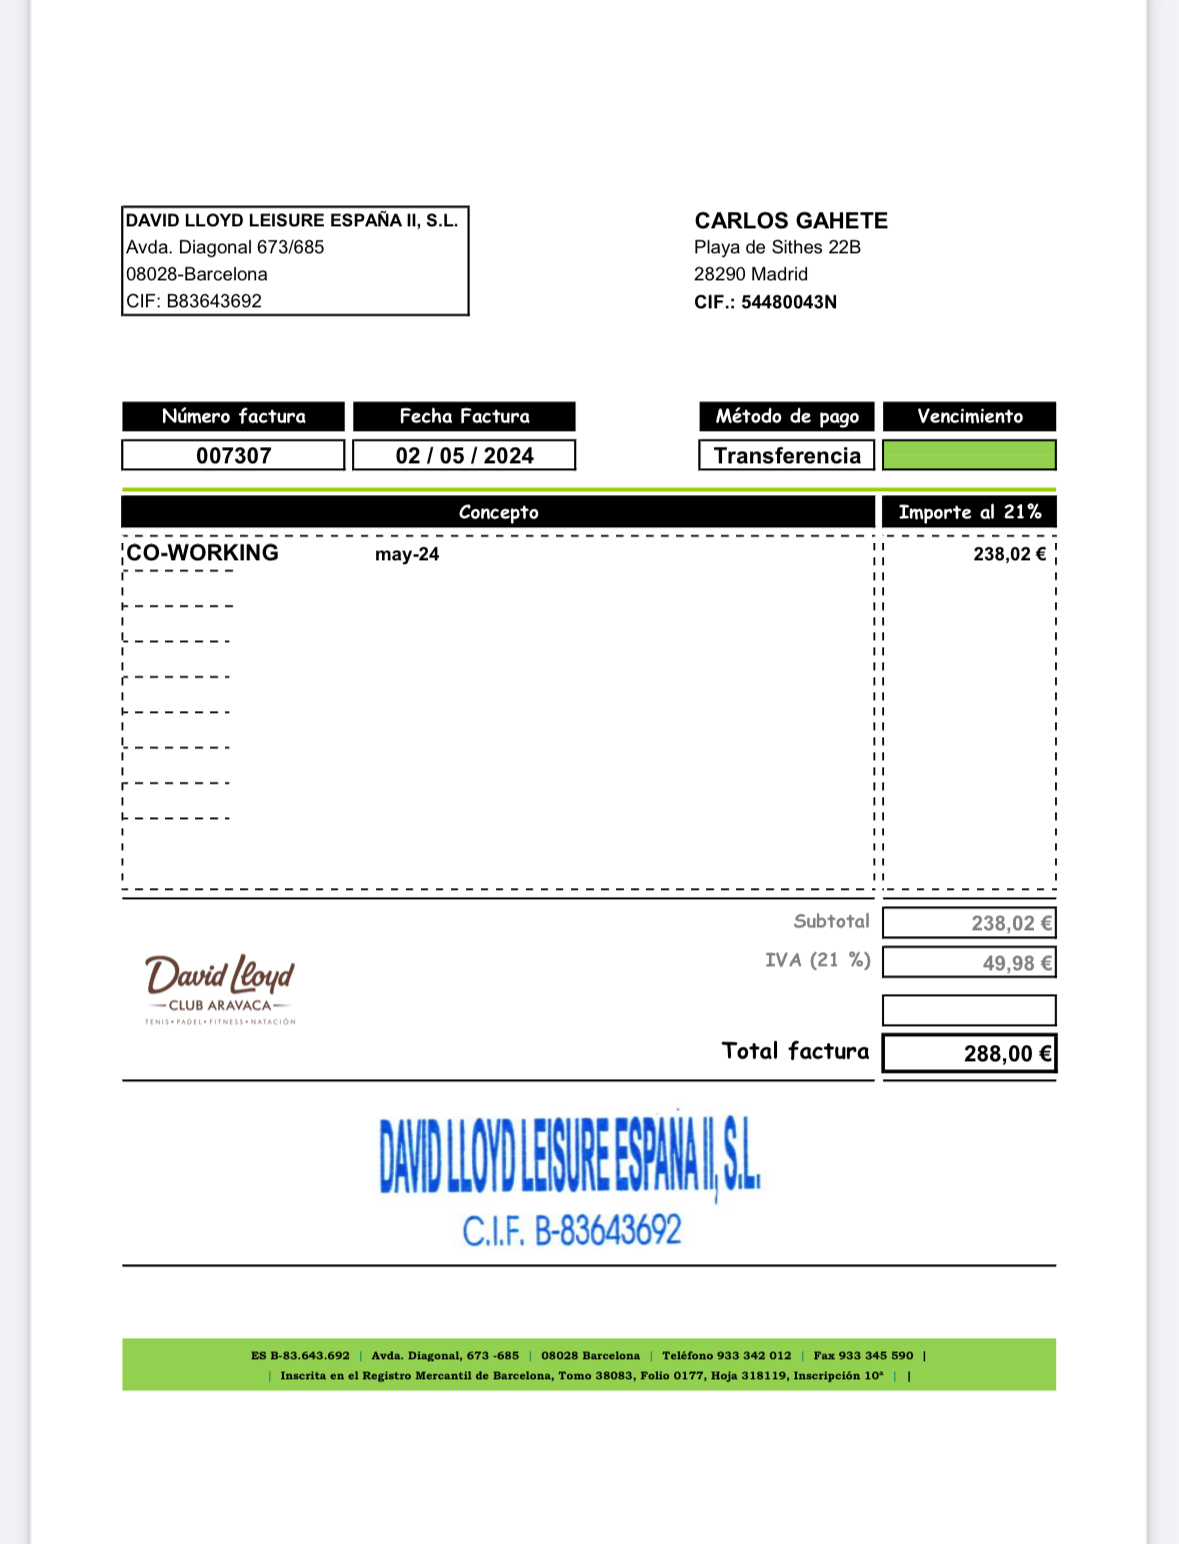 DAVID LLOYD LEISURE ESPAÑA II, S.L.
Avda. Diagonal 673/685
08028-Barcelona
CIF: B83643692
CARLOS GAHETE
Playa de Sithes 22B
28290 Madrid
CIF.: 54480043N
Número factura
Fecha Factura
Método de pago
Vencimiento
007307
02 / 05 / 2024
Transferencia
Concepto
Importe al 21%
CO-WORKING may-24 238,02 €
Subtotal 238,02 €
IVA (21 %) 49,98 €
Total factura 288,00 €
David Lloyd
CLUB ARAVACA
TENIS • PADEL • FITNESS • NATACIÓN
DAVID LLOYD LEISURE ESPAÑA II, S.L.
C.I.F. B-83643692
ES B-83.643.692 | Avda. Diagonal, 673 -685 | 08028 Barcelona | Teléfono 933 342 012 | Fax 933 345 590 |
| Inscrita en el Registro Mercantil de Barcelona, Tomo 38083, Folio 0177, Hoja 318119, Inscripción 10ª | |